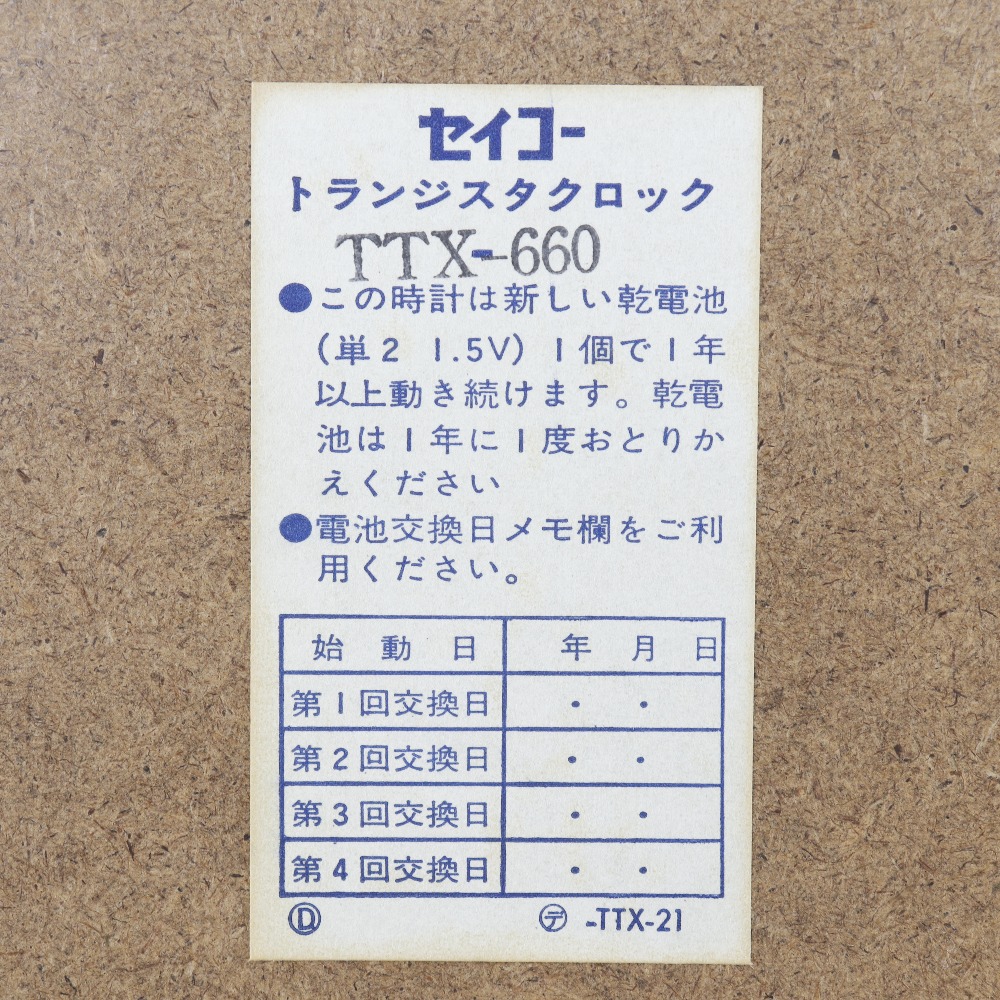 セイコー
トランジスタクロック
TTX-660
●この時計は新しい乾電池
(単2 1.5V) 1個で1年
以上動き続けます。乾電
池は1年に1度おとりか
えください
●電池交換日メモ欄をご利
用ください。
始動日 年 月 日
第1回交換日 ・ ・
第2回交換日 ・ ・
第3回交換日 ・ ・
第4回交換日 ・ ・
Ⓓ ㋢-TTX-21